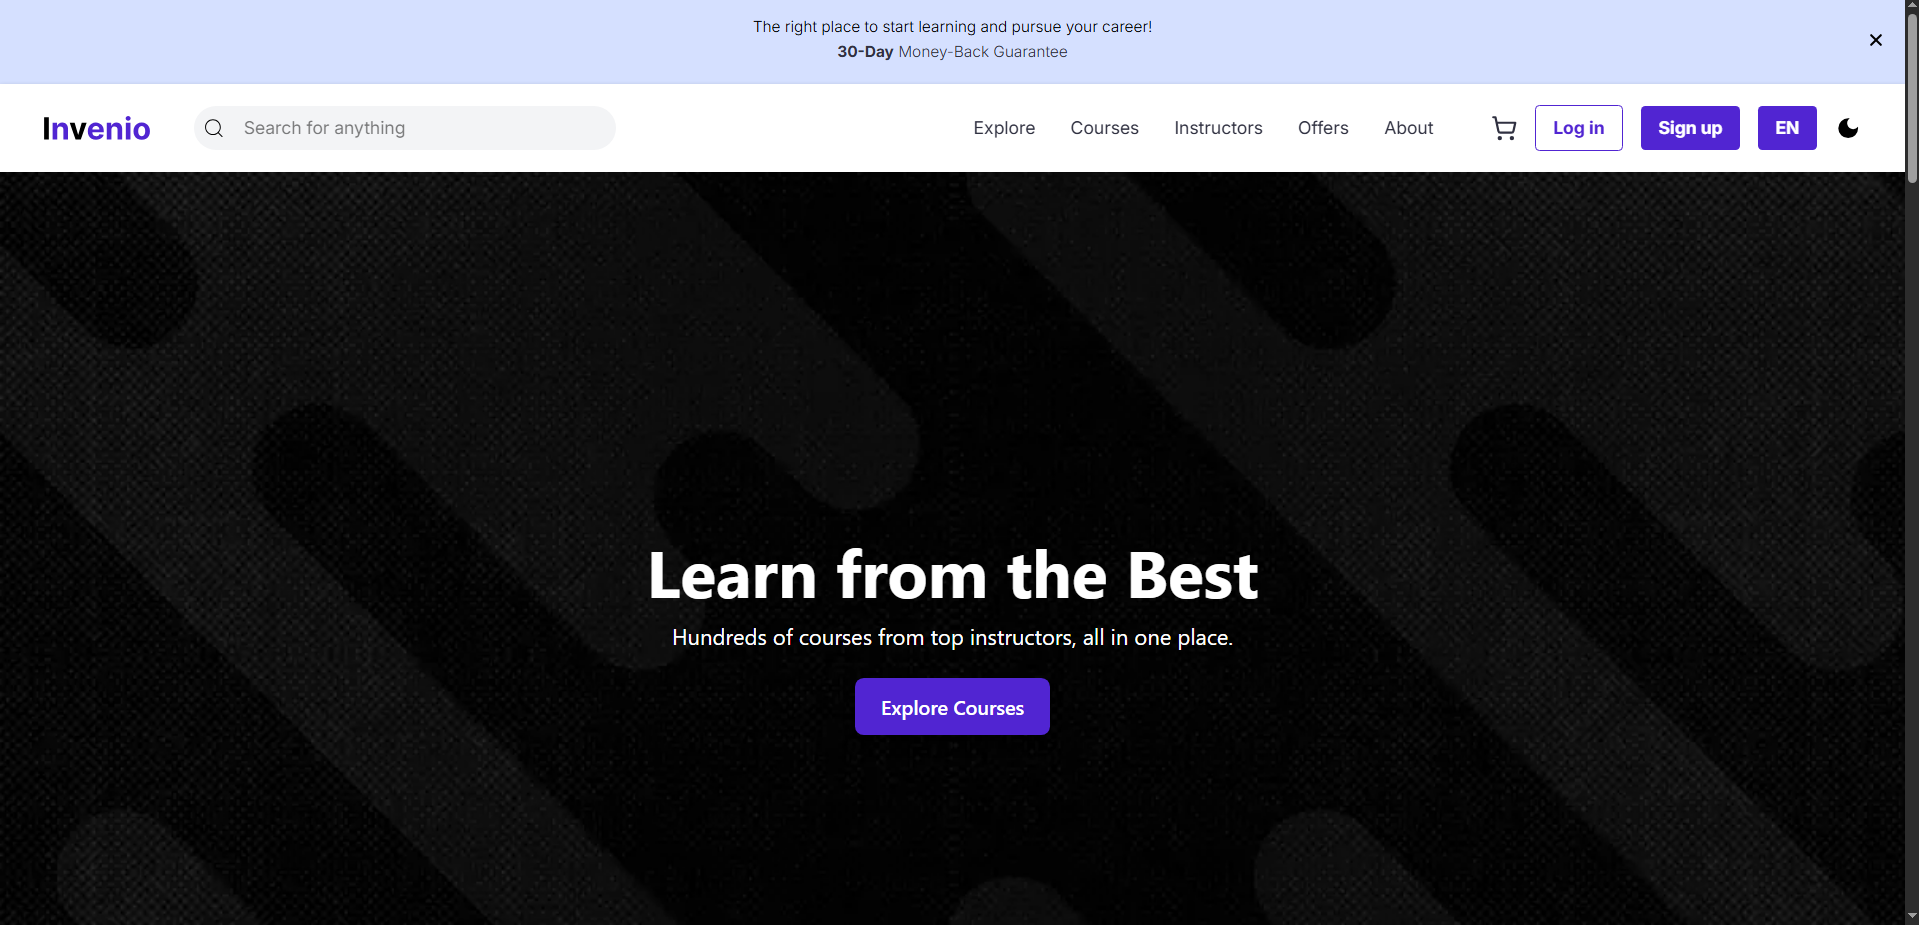 The right place to start learning and pursue your career!
30-Day Money-Back Guarantee
Invenio
Search for anything
Explore
Courses
Instructors
Offers
About
Log in
Sign up
EN
Learn from the Best
Hundreds of courses from top instructors, all in one place.
Explore Courses